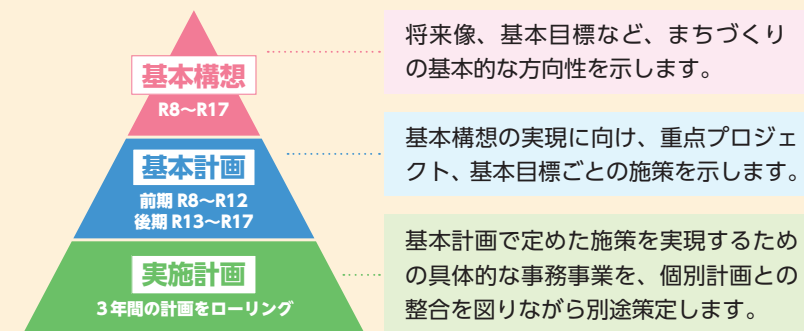 基本構想
R8〜R17
将来像、基本目標など、まちづくり
の基本的な方向性を示します。
基本計画
前期 R8〜R12
後期 R13〜R17
基本構想の実現に向け、重点プロジェ
クト、基本目標ごとの施策を示します。
実施計画
3年間の計画をローリング
基本計画で定めた施策を実現するため
の具体的な事務事業を、個別計画との
整合を図りながら別途策定します。